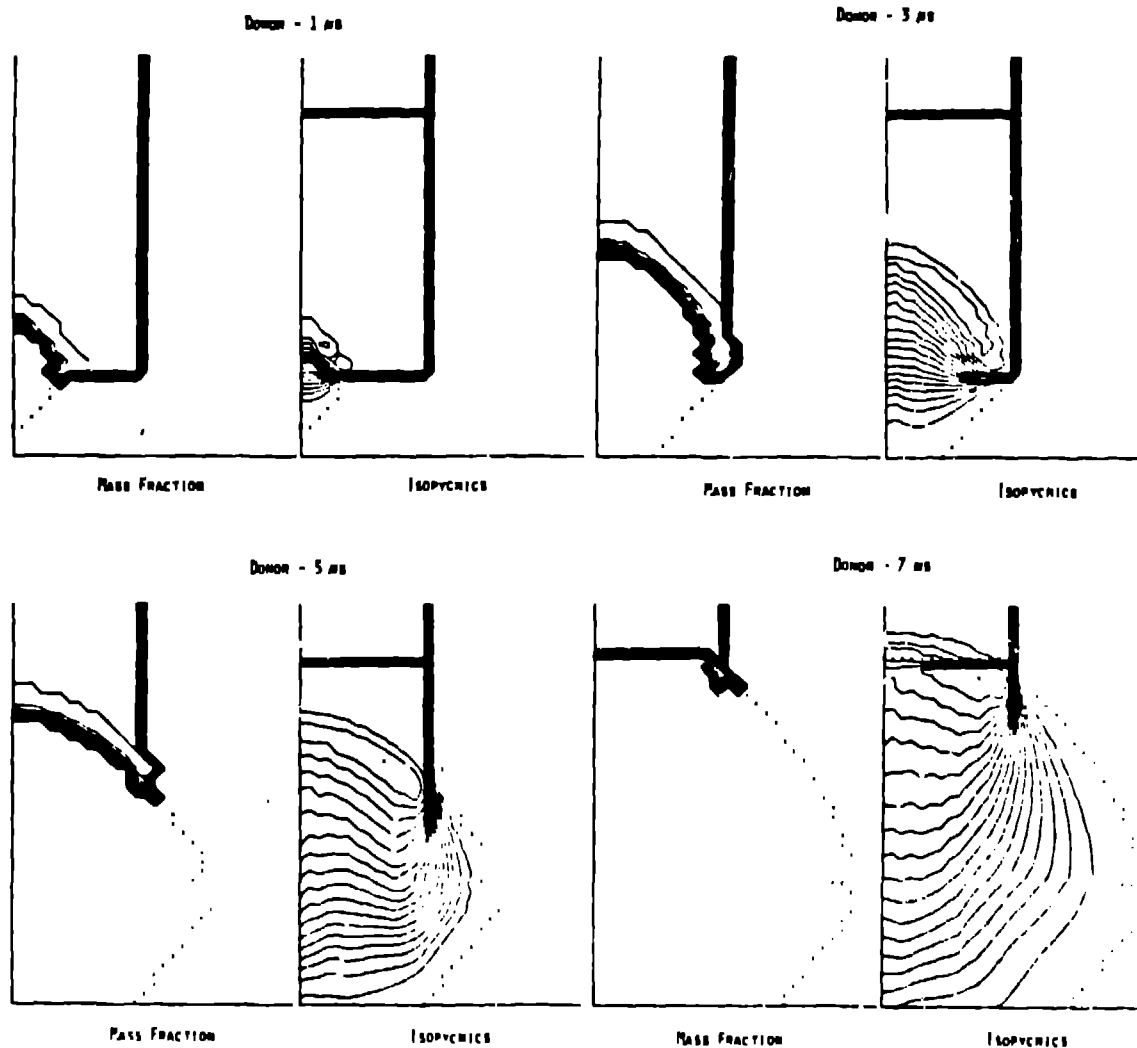 DONOR - 1 µs
DONOR - 3 µs
MASS FRACTION
ISOPYCNICS
MASS FRACTION
ISOPYCNICS
DONOR - 5 µs
DONOR - 7 µs
MASS FRACTION
ISOPYCNICS
MASS FRACTION
ISOPYCNICS